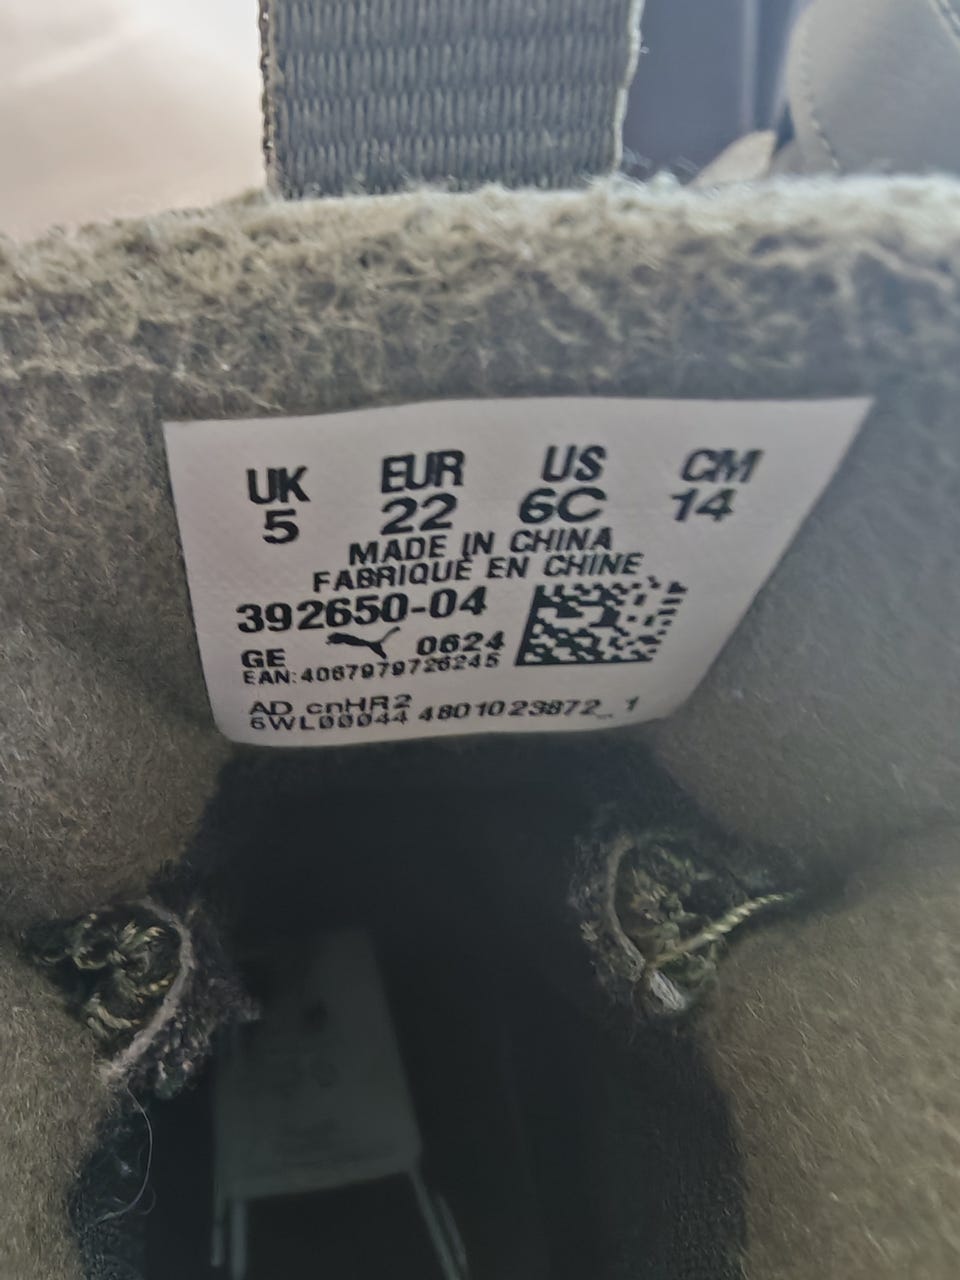 UK EUR US CM
5 22 6C 14
MADE IN CHINA
FABRIQUÉ EN CHINE
392650-04
GE 0624
EAN:4067979726245
AD cnHR2
6WL00044 4801023872_1